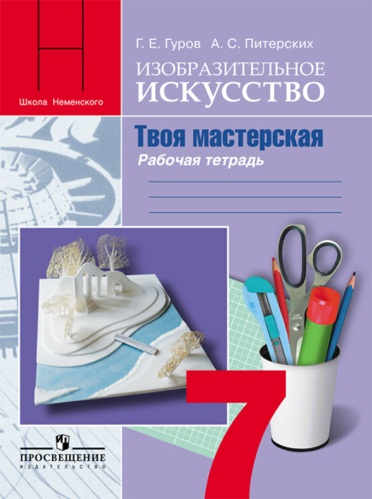 Г. Е. Гуров А. С. Питерских
Школа Неменского
ИЗОБРАЗИТЕЛЬНОЕ
ИСКУССТВО
Твоя мастерская
Рабочая тетрадь
7
ПРОСВЕЩЕНИЕ
ИЗДАТЕЛЬСТВО